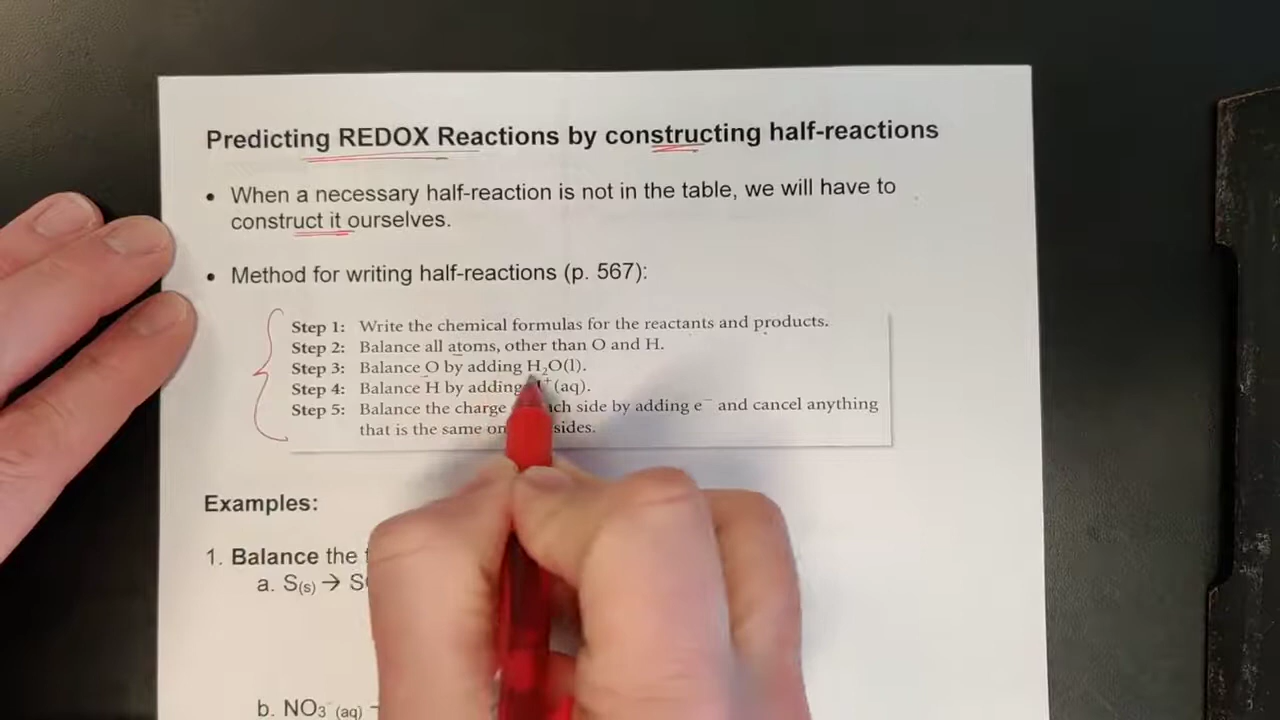 Predicting REDOX Reactions by constructing half-reactions
• When a necessary half-reaction is not in the table, we will have to
construct it ourselves.
• Method for writing half-reactions (p. 567):
Step 1: Write the chemical formulas for the reactants and products.
Step 2: Balance all atoms, other than O and H.
Step 3: Balance O by adding H₂O(l).
Step 4: Balance H by adding ⁺(aq).
Step 5: Balance the charge side by adding e⁻ and cancel anything
that is the same on sides.
Examples:
1. Balance the
a. S(s) → S
b. NO₃⁻(aq)